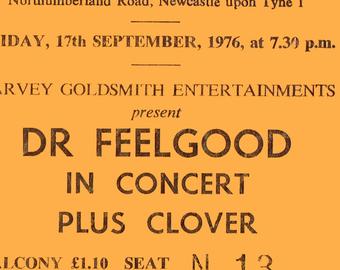 Northumberland Road, Newcastle upon Tyne 1
IDAY, 17th SEPTEMBER, 1976, at 7.30 p.m.
ARVEY GOLDSMITH ENTERTAINMENTS
present
DR FEELGOOD
IN CONCERT
PLUS CLOVER
ALCONY £1.10 SEAT N 13